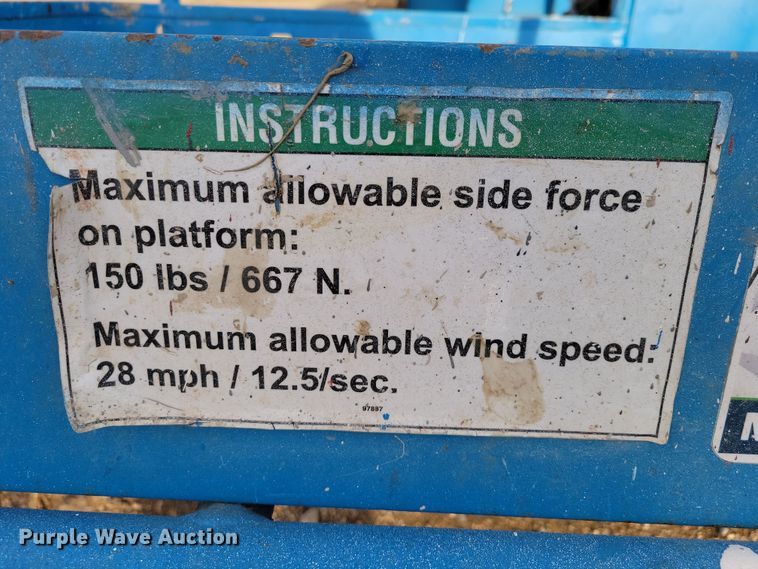 INSTRUCTIONS
Maximum allowable side force
on platform:
150 lbs / 667 N.
Maximum allowable wind speed:
28 mph / 12.5/sec.
97887
Purple Wave Auction